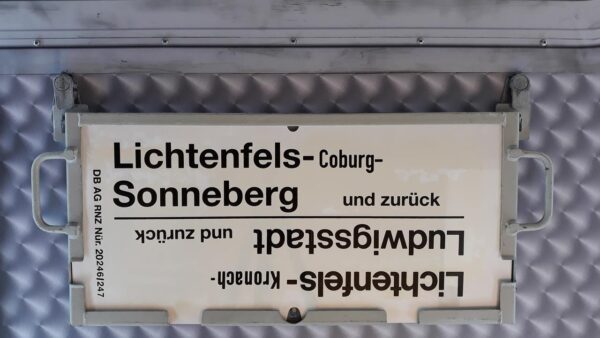 Lichtenfels-Coburg-
Sonneberg und zurück
Lichtenfels-Kronach-
Ludwigsstadt und zurück
DB AG RNZ Nür. 20246/247